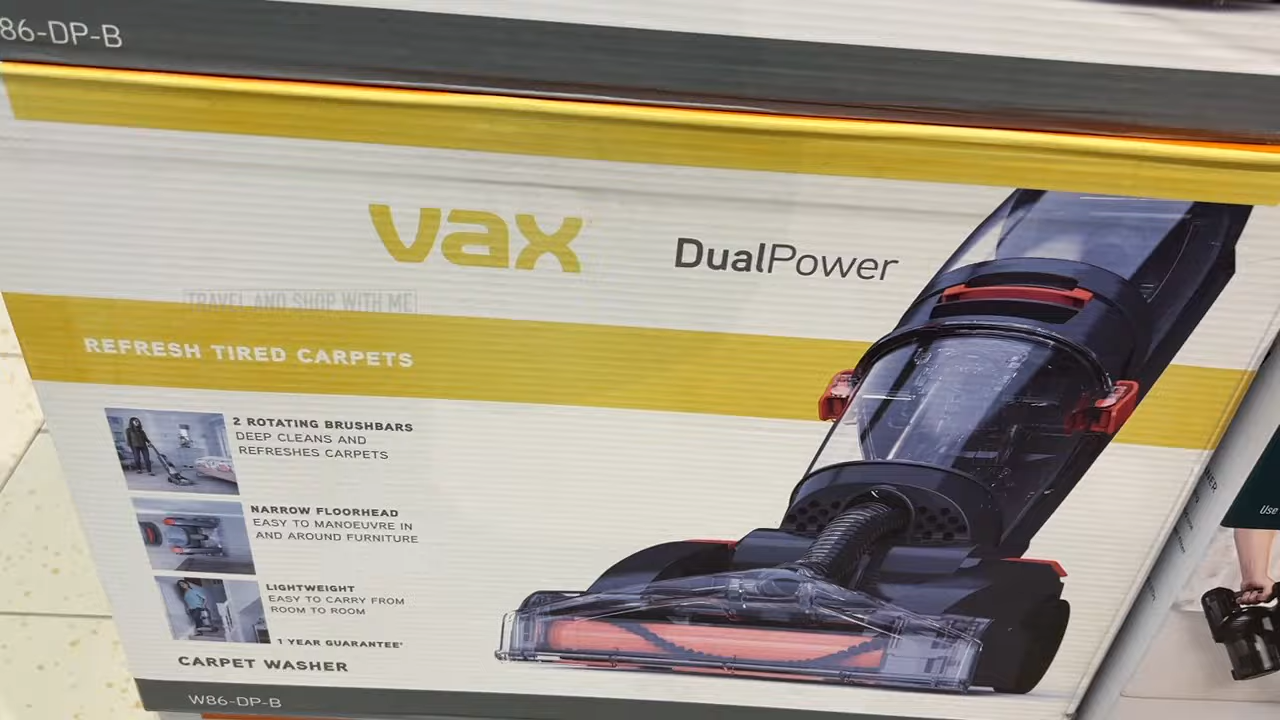 86-DP-B
vax
DualPower
TRAVEL AND SHOP WITH ME
REFRESH TIRED CARPETS
2 ROTATING BRUSHBARS
DEEP CLEANS AND
REFRESHES CARPETS
NARROW FLOORHEAD
EASY TO MANOEUVRE IN
AND AROUND FURNITURE
LIGHTWEIGHT
EASY TO CARRY FROM
ROOM TO ROOM
1 YEAR GUARANTEE*
CARPET WASHER
W86-DP-B
Use